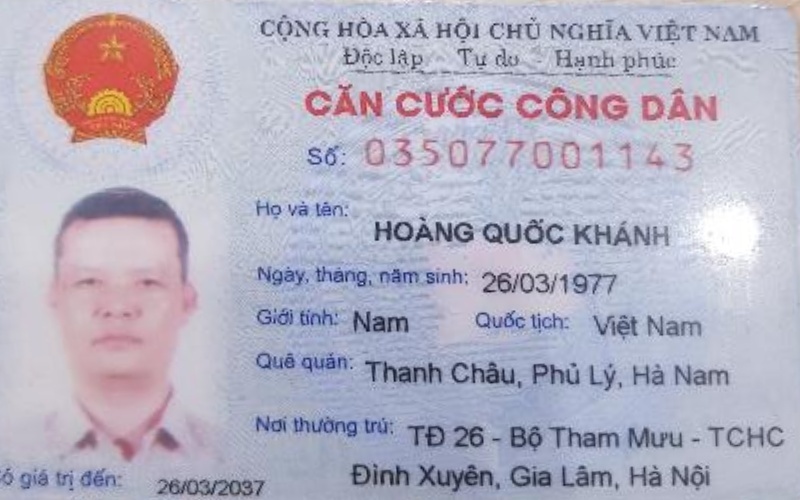 CỘNG HÒA XÃ HỘI CHỦ NGHĨA VIỆT NAM
Độc lập - Tự do - Hạnh phúc
CĂN CƯỚC CÔNG DÂN
Số: 035077001143
Họ và tên:
HOÀNG QUỐC KHÁNH
Ngày, tháng, năm sinh: 26/03/1977
Giới tính: Nam Quốc tịch: Việt Nam
Quê quán: Thanh Châu, Phủ Lý, Hà Nam
Nơi thường trú: TĐ 26 - Bộ Tham Mưu - TCHC
Đình Xuyên, Gia Lâm, Hà Nội
ó giá trị đến: 26/03/2037